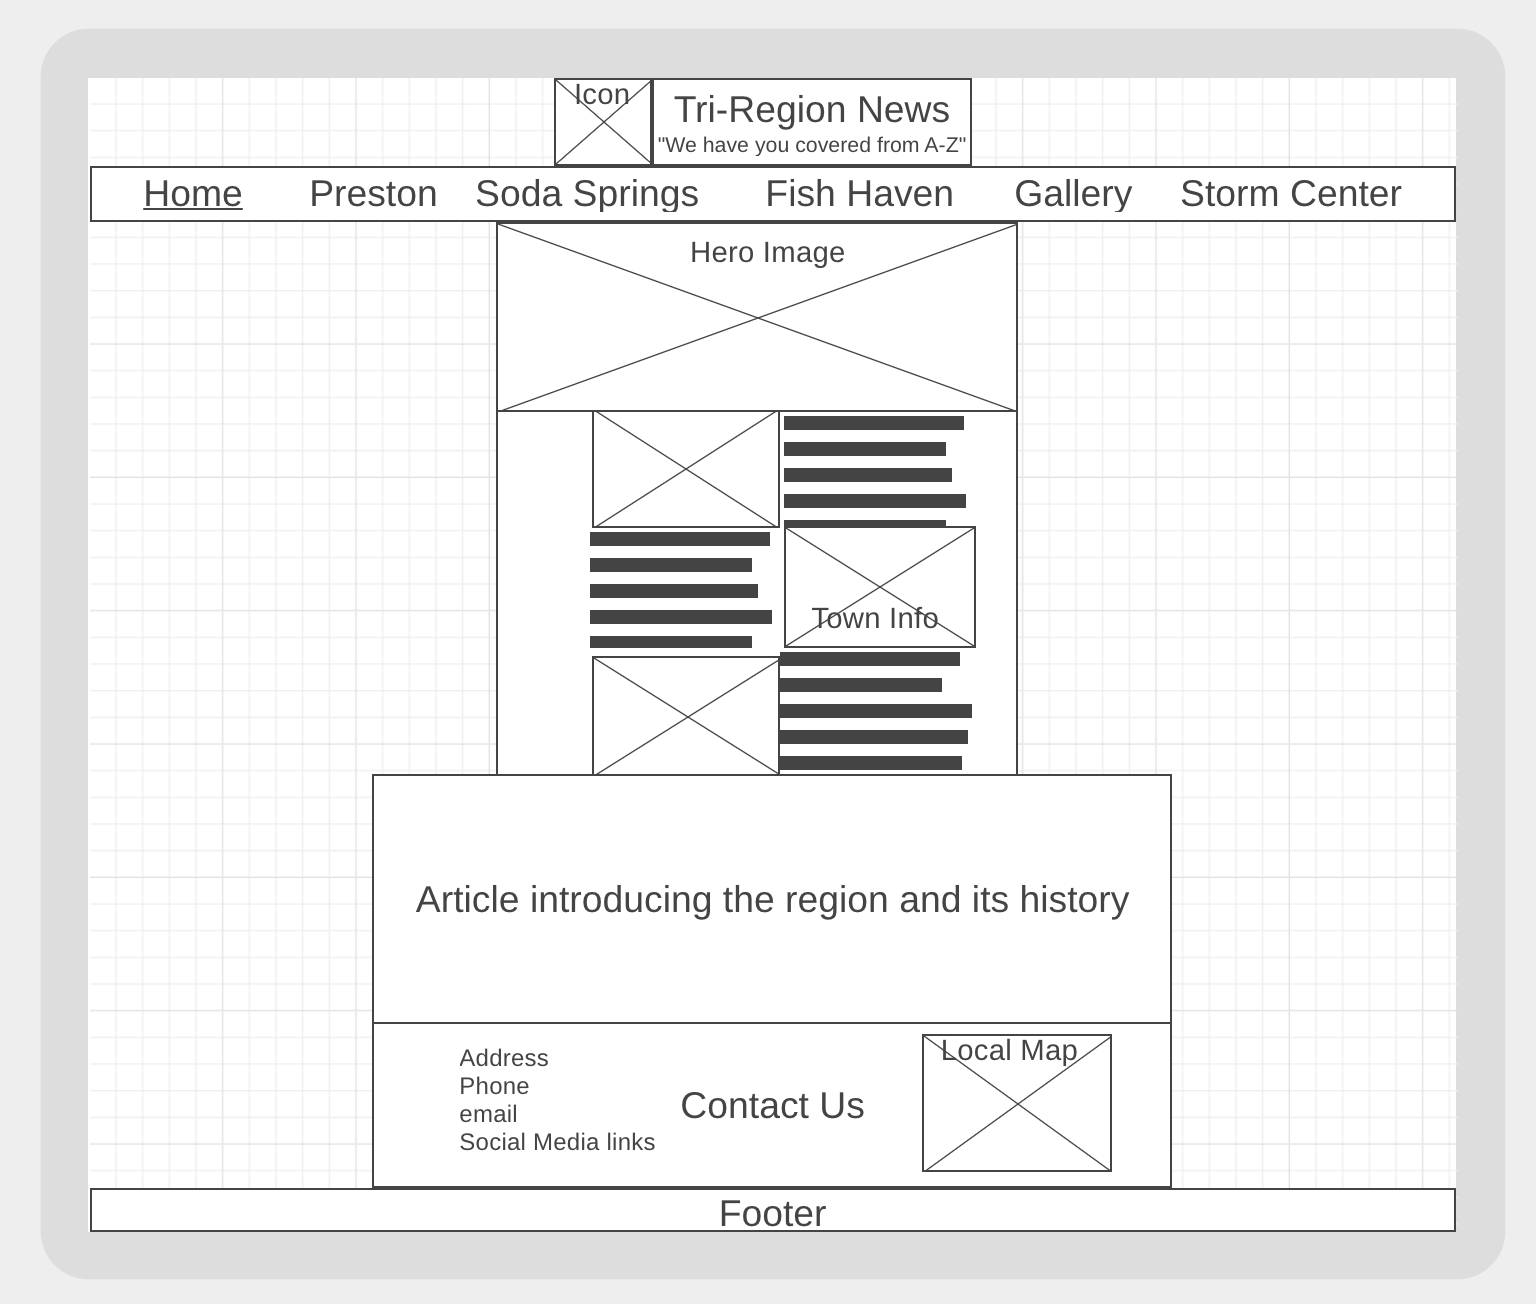 Icon
Tri-Region News
"We have you covered from A-Z"
Home Preston Soda Springs Fish Haven Gallery Storm Center
Hero Image
Town Info
Article introducing the region and its history
Address
Phone
email
Social Media links
Contact Us
Local Map
Footer